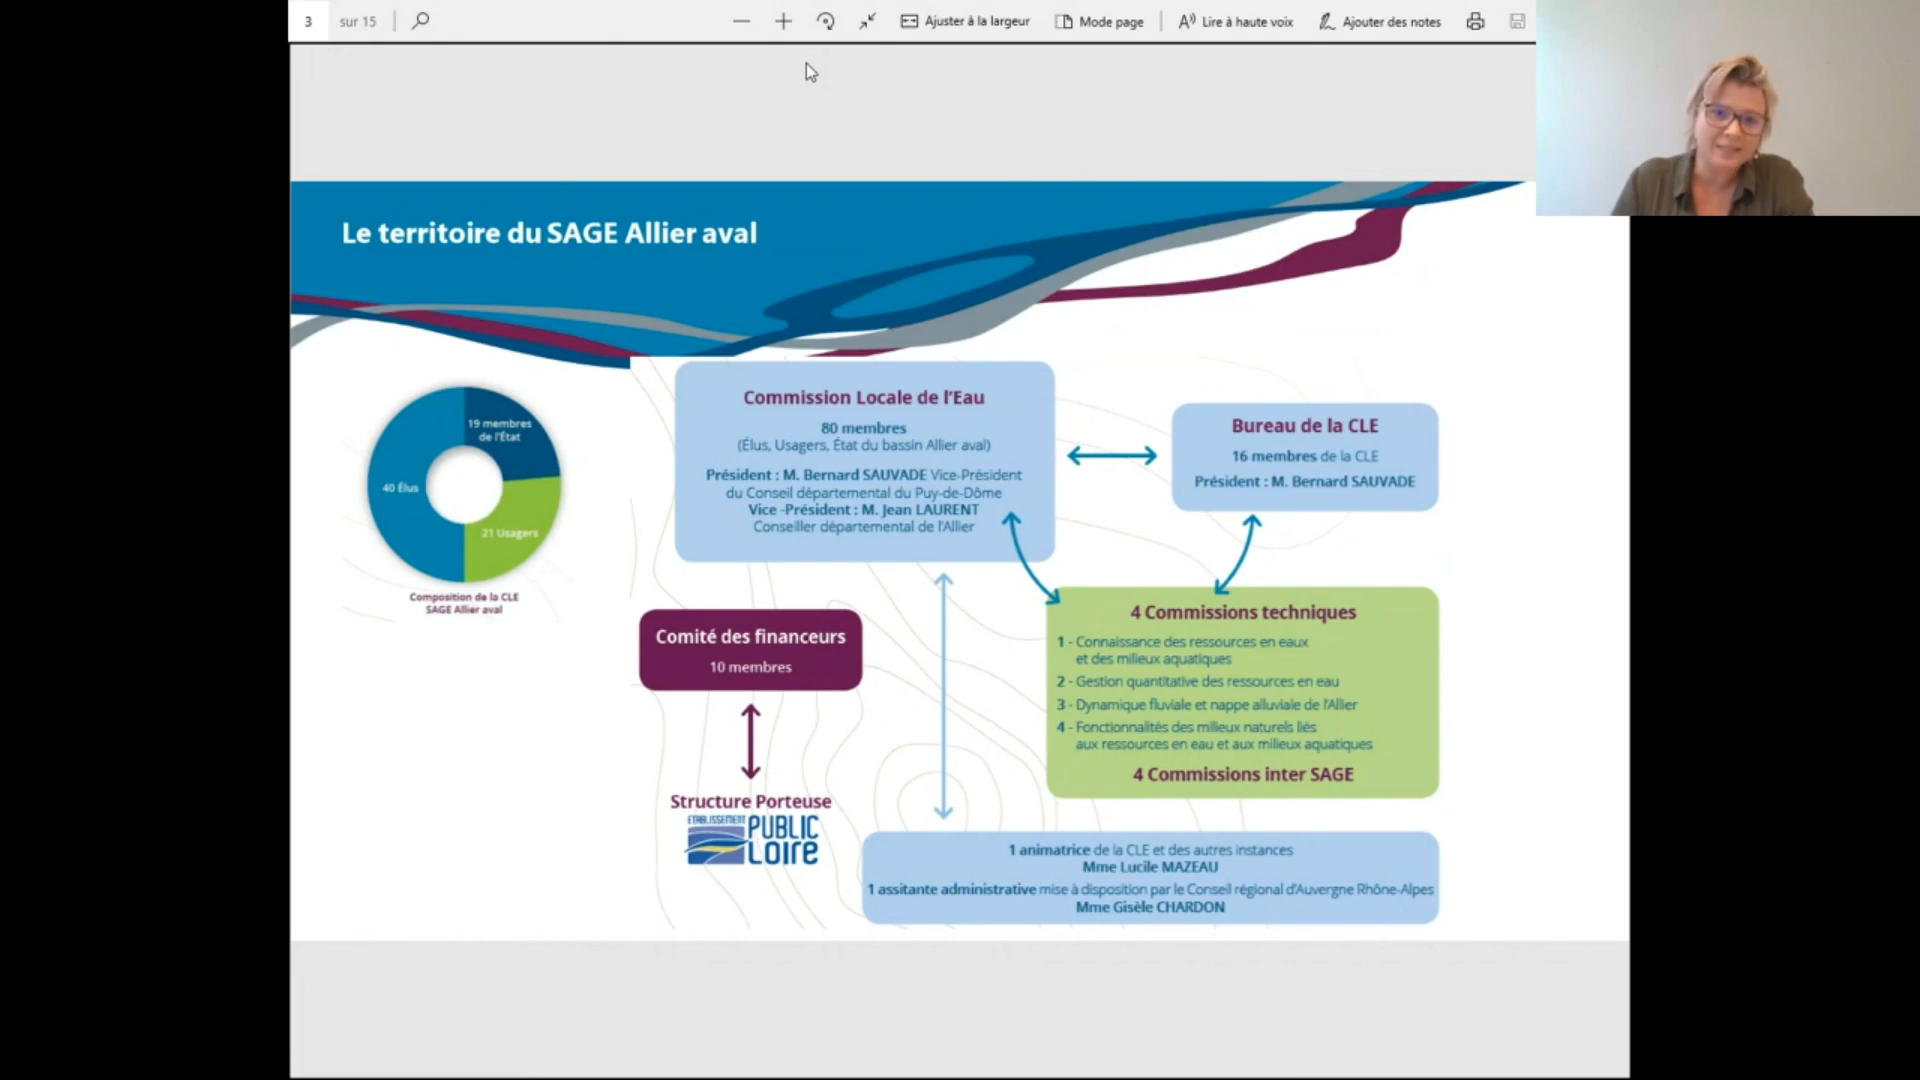 3 sur 15 Ajuster à la largeur Mode page Lire à haute voix Ajouter des notes
Le territoire du SAGE Allier aval
19 membres
de l'État
40 Élus
21 Usagers
Composition de la CLE
SAGE Allier aval
Commission Locale de l'Eau
80 membres
(Élus, Usagers, État du bassin Allier aval)
Président : M. Bernard SAUVADE Vice-Président
du Conseil départemental du Puy-de-Dôme
Vice -Président : M. Jean LAURENT
Conseiller départemental de l'Allier
Bureau de la CLE
16 membres de la CLE
Président : M. Bernard SAUVADE
Comité des financeurs
10 membres
Structure Porteuse
ETABLISSEMENT PUBLIC
LOIRE
4 Commissions techniques
1 - Connaissance des ressources en eaux
et des milieux aquatiques
2 - Gestion quantitative des ressources en eau
3 - Dynamique fluviale et nappe alluviale de l'Allier
4 - Fonctionnalités des milieux naturels liés
aux ressources en eau et aux milieux aquatiques
4 Commissions inter SAGE
1 animatrice de la CLE et des autres instances
Mme Lucile MAZEAU
1 assitante administrative mise à disposition par le Conseil régional d'Auvergne Rhône-Alpes
Mme Gisèle CHARDON